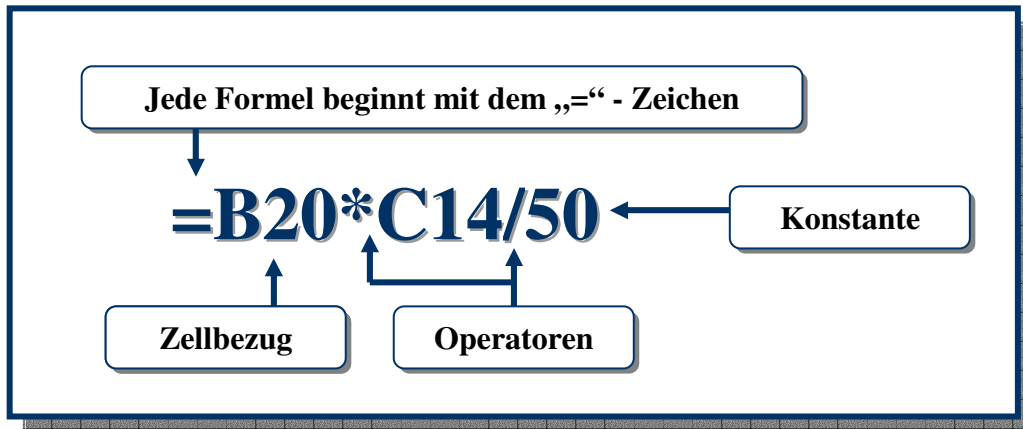 Jede Formel beginnt mit dem „=“ - Zeichen
=B20*C14/50
Konstante
Zellbezug
Operatoren